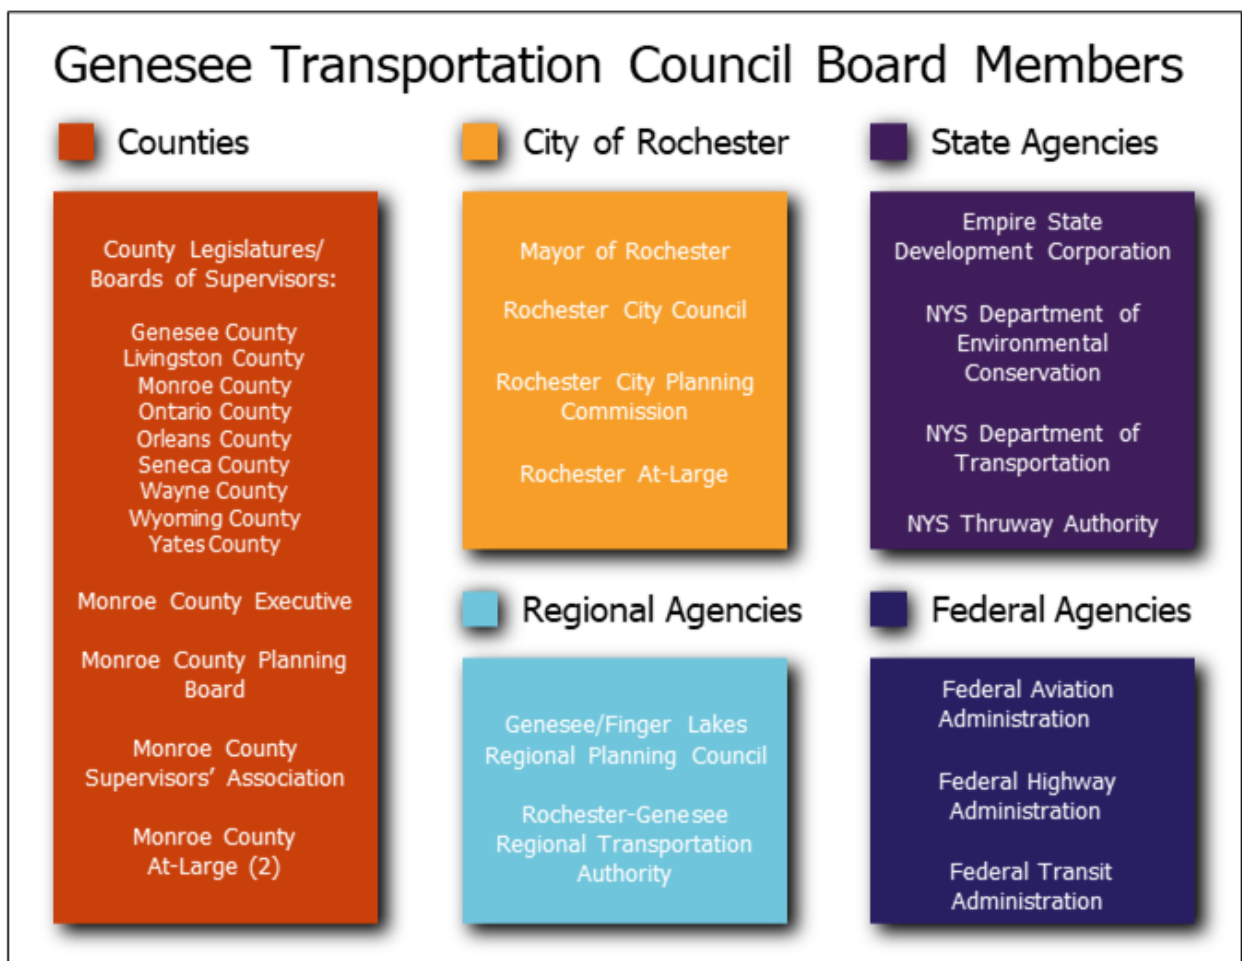 Genesee Transportation Council Board Members
Counties
County Legislatures/
Boards of Supervisors:
Genesee County
Livingston County
Monroe County
Ontario County
Orleans County
Seneca County
Wayne County
Wyoming County
Yates County
Monroe County Executive
Monroe County Planning
Board
Monroe County
Supervisors’ Association
Monroe County
At-Large (2)
City of Rochester
Mayor of Rochester
Rochester City Council
Rochester City Planning
Commission
Rochester At-Large
Regional Agencies
Genesee/Finger Lakes
Regional Planning Council
Rochester-Genesee
Regional Transportation
Authority
State Agencies
Empire State
Development Corporation
NYS Department of
Environmental
Conservation
NYS Department of
Transportation
NYS Thruway Authority
Federal Agencies
Federal Aviation
Administration
Federal Highway
Administration
Federal Transit
Administration